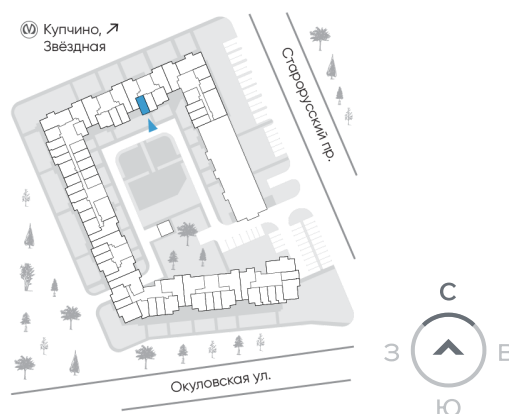 Купчино, ↗
Звёздная
Старорусский пр.
С
З
В
Ю
Окуловская ул.